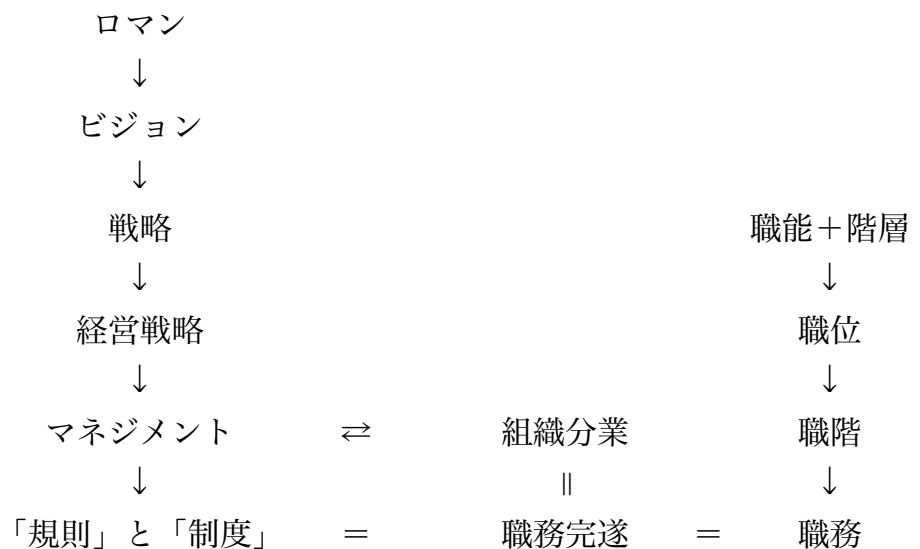 ロマン
↓
ビジョン
↓
戦略 職能＋階層
↓ ↓
経営戦略 職位
↓ ↓
マネジメント ⇄ 組織分業 職階
↓ ॥ ↓
「規則」と「制度」 ＝ 職務完遂 ＝ 職務